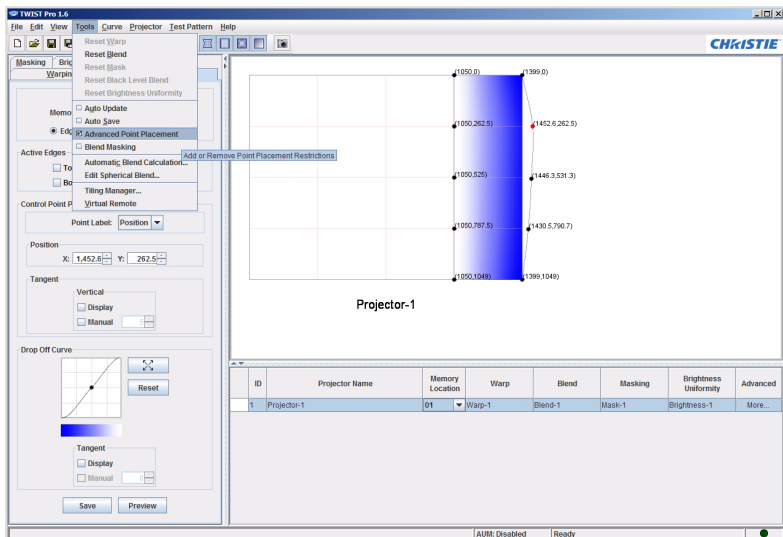 TWIST Pro 1.6
File Edit View Tools Curve Projector Test Pattern Help
CHRISTIE
Masking
Warpin
Reset Warp
Reset Blend
Reset Mask
Reset Black Level Blend
Reset Brightness Uniformity
Auto Update
Auto Save
Advanced Point Placement
Blend Masking
Add or Remove Point Placement Restrictions
Automatic Blend Calculation...
Edit Spherical Blend...
Tiling Manager...
Virtual Remote
Memo
Edg
Active Edges
To
Bo
Control Point P
Point Label: Position
Position
X: 1,452.6 Y: 262.5
Tangent
Vertical
Display
Manual
Drop Off Curve
Reset
Tangent
Display
Manual 0
Save Preview
(1050,0) (1399,0)
(1050,262.5) (1452.6,262.5)
(1050,525) (1446.3,531.3)
(1050,787.5) (1430.5,790.7)
(1050,1049) (1399,1049)
Projector-1
ID Projector Name Memory Location Warp Blend Masking Brightness Uniformity Advanced
1 Projector-1 01 Warp-1 Blend-1 Mask-1 Brightness-1 More...
AUM: Disabled Ready